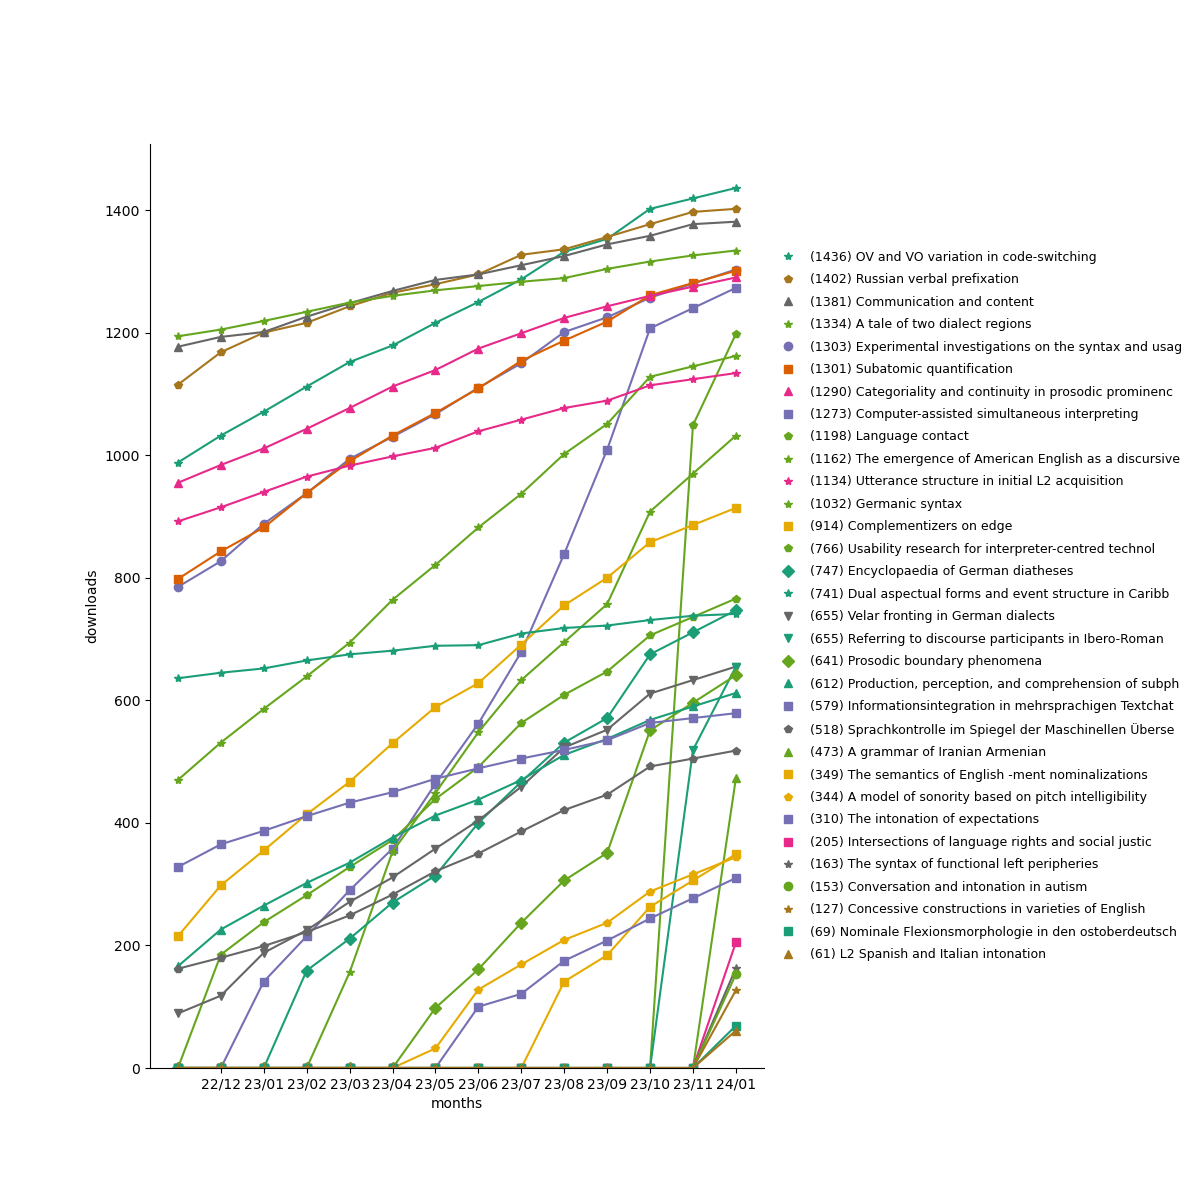 1400
1200
1000
800
600
400
200
0
downloads
22/12 23/01 23/02 23/03 23/04 23/05 23/06 23/07 23/08 23/09 23/10 23/11 24/01
months
(1436) OV and VO variation in code-switching
(1402) Russian verbal prefixation
(1381) Communication and content
(1334) A tale of two dialect regions
(1303) Experimental investigations on the syntax and usag
(1301) Subatomic quantification
(1290) Categoriality and continuity in prosodic prominenc
(1273) Computer-assisted simultaneous interpreting
(1198) Language contact
(1162) The emergence of American English as a discursive
(1134) Utterance structure in initial L2 acquisition
(1032) Germanic syntax
(914) Complementizers on edge
(766) Usability research for interpreter-centred technol
(747) Encyclopaedia of German diatheses
(741) Dual aspectual forms and event structure in Caribb
(655) Velar fronting in German dialects
(655) Referring to discourse participants in Ibero-Roman
(641) Prosodic boundary phenomena
(612) Production, perception, and comprehension of subph
(579) Informationsintegration in mehrsprachigen Textchat
(518) Sprachkontrolle im Spiegel der Maschinellen Überse
(473) A grammar of Iranian Armenian
(349) The semantics of English -ment nominalizations
(344) A model of sonority based on pitch intelligibility
(310) The intonation of expectations
(205) Intersections of language rights and social justic
(163) The syntax of functional left peripheries
(153) Conversation and intonation in autism
(127) Concessive constructions in varieties of English
(69) Nominale Flexionsmorphologie in den ostoberdeutsch
(61) L2 Spanish and Italian intonation